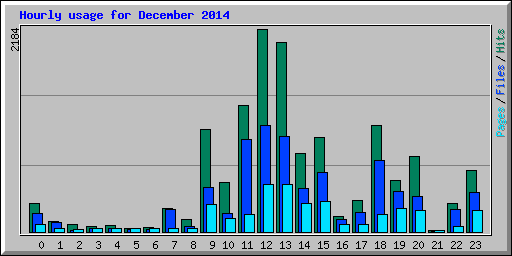 Hourly usage for December 2014
2184
Pages/Files/Hits
0 1 2 3 4 5 6 7 8 9 10 11 12 13 14 15 16 17 18 19 20 21 22 23